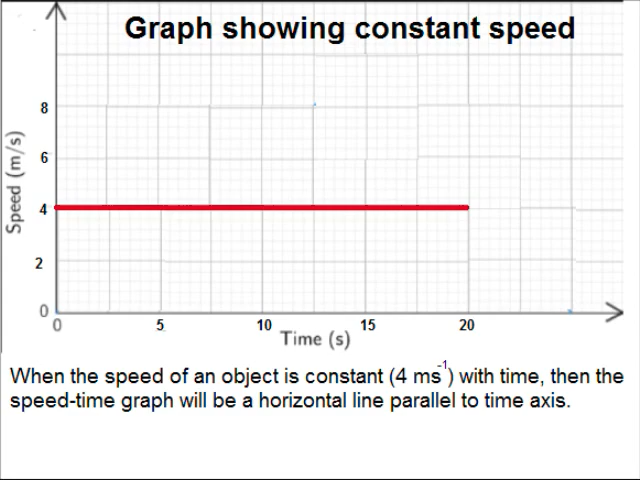 Graph showing constant speed
Speed (m/s)
8
6
4
2
0
0 5 10 15 20
Time (s)
When the speed of an object is constant (4 ms⁻¹) with time, then the
speed-time graph will be a horizontal line parallel to time axis.